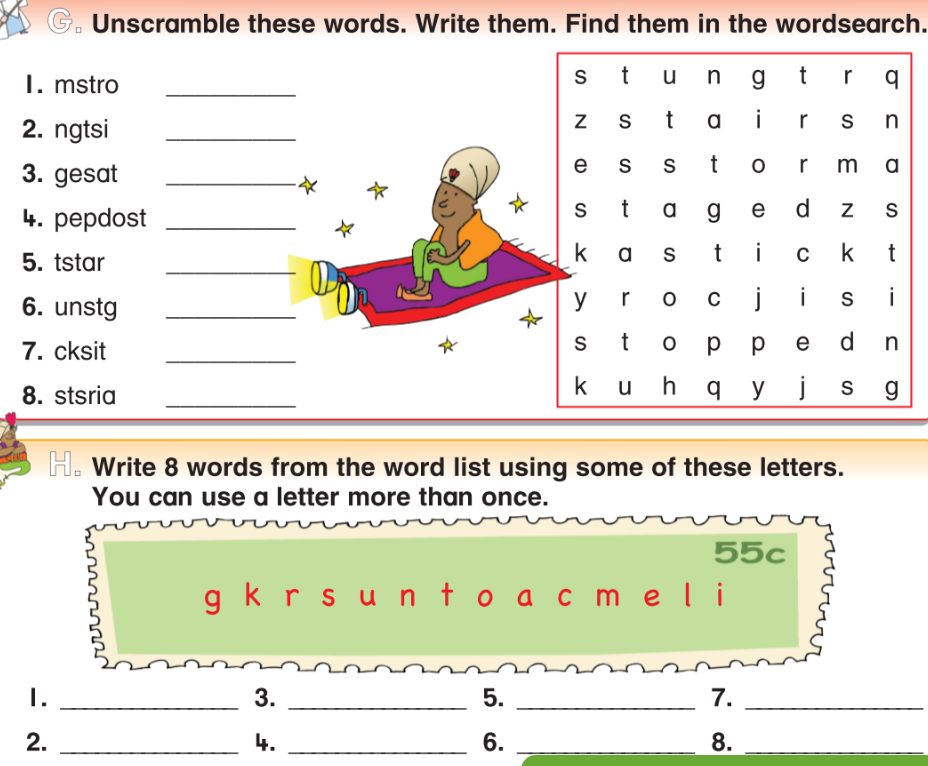 G. Unscramble these words. Write them. Find them in the wordsearch.
1. mstro
2. ngtsi
3. gesat
4. pepdost
5. tstar
6. unstg
7. cksit
8. stsria
s t u n g t r q
z s t a i r s n
e s s t o r m a
s t a g e d z s
k a s t i c k t
y r o c j i s i
s t o p p e d n
k u h q y j s g
H. Write 8 words from the word list using some of these letters.
You can use a letter more than once.
55c
g k r s u n t o a c m e l i
1. 3. 5. 7.
2. 4. 6. 8.